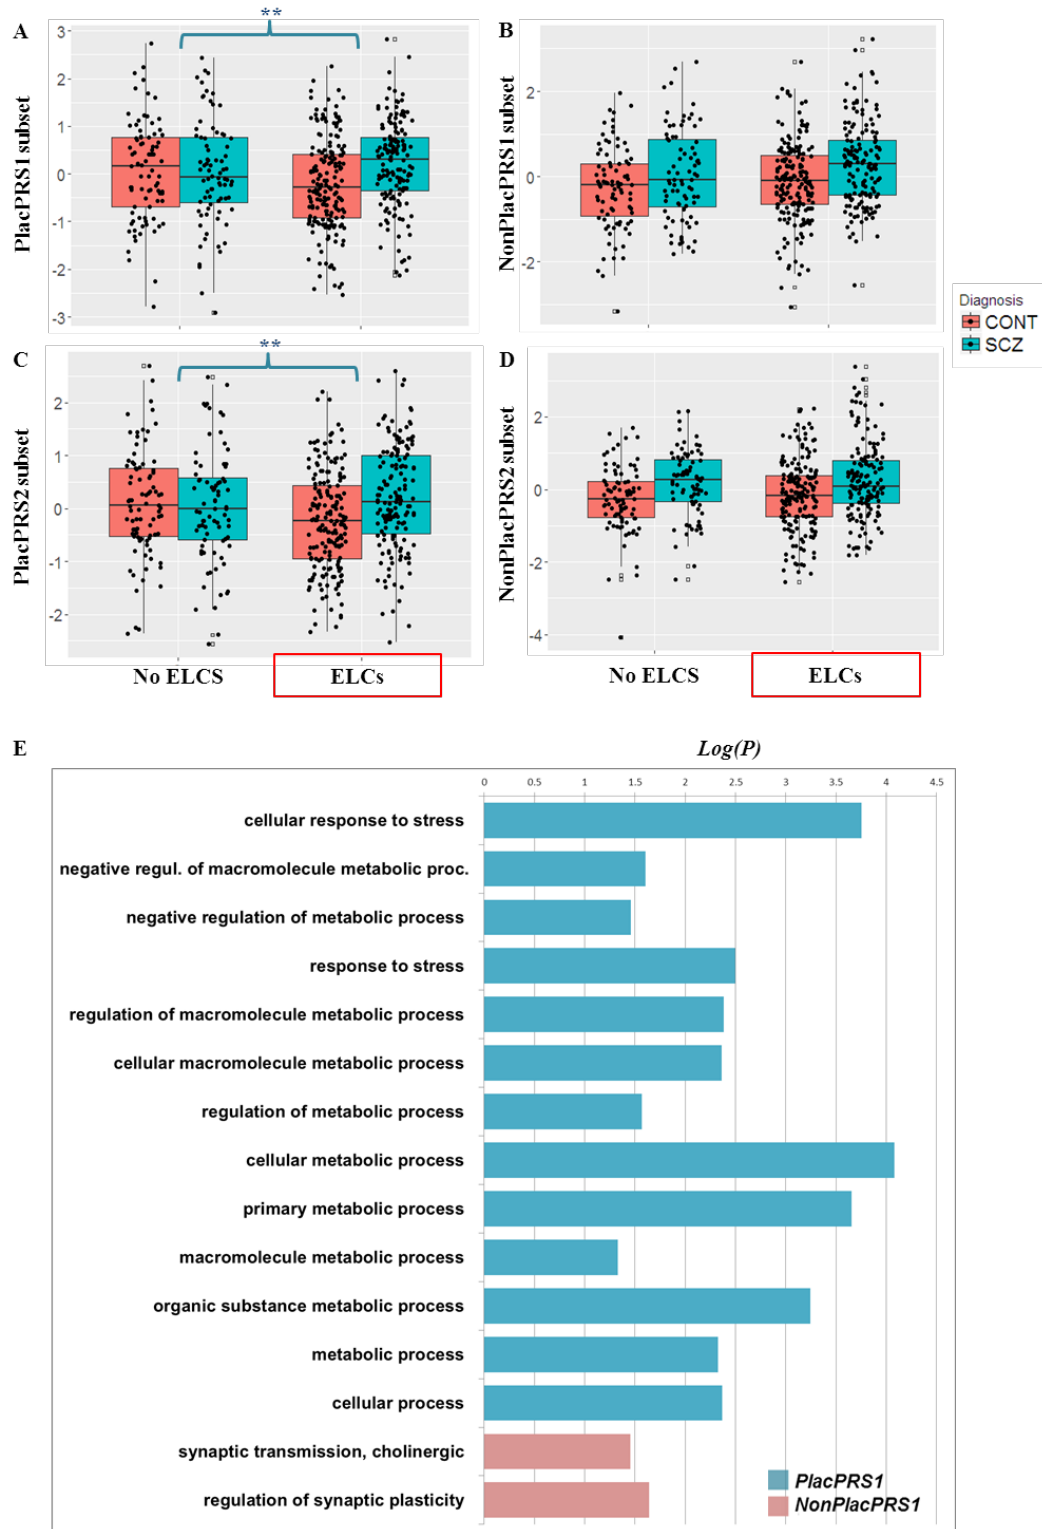 A
**
PlacPRS1 subset
3
2
1
0
-1
-2
-3
B
NonPlacPRS1 subset
2
0
-2
Diagnosis
CONT
SCZ
C
**
PlacPRS2 subset
2
1
0
-1
-2
No ELCS
ELCs
D
NonPlacPRS2 subset
2
0
-2
-4
No ELCS
ELCs
E
Log(P)
0 0.5 1 1.5 2 2.5 3 3.5 4 4.5
cellular response to stress
negative regul. of macromolecule metabolic proc.
negative regulation of metabolic process
response to stress
regulation of macromolecule metabolic process
cellular macromolecule metabolic process
regulation of metabolic process
cellular metabolic process
primary metabolic process
macromolecule metabolic process
organic substance metabolic process
metabolic process
cellular process
synaptic transmission, cholinergic
regulation of synaptic plasticity
PlacPRS1
NonPlacPRS1